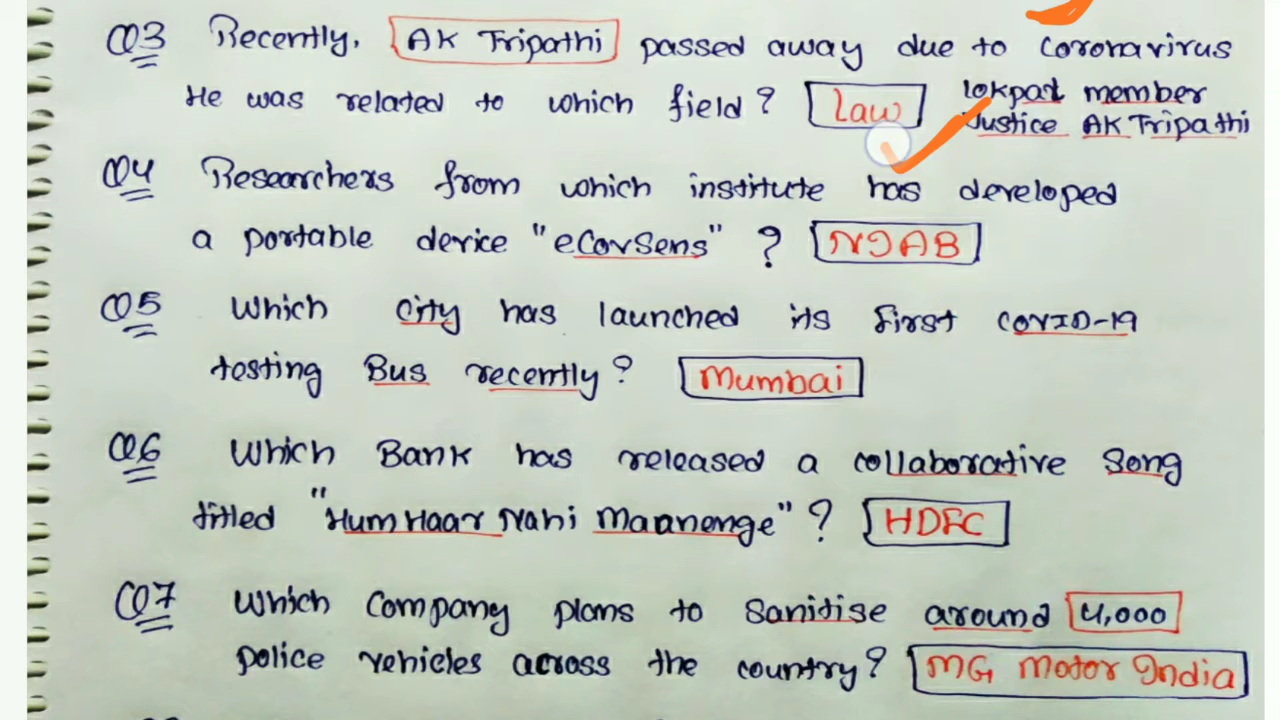 Q3 Recently, AK Tripathi passed away due to coronavirus
He was related to which field? Law Lokpal member
Justice AK Tripathi
Q4 Researchers from which institute has developed
a portable device "eCovSens" ? NIAB
Q5 Which city has launched its first COVID-19
testing Bus recently? Mumbai
Q6 Which Bank has released a collaborative song
titled "Hum Haar Nahi Maanenge" ? HDFC
Q7 Which Company plans to Sanitise around 4,000
police vehicles across the country? MG Motor India